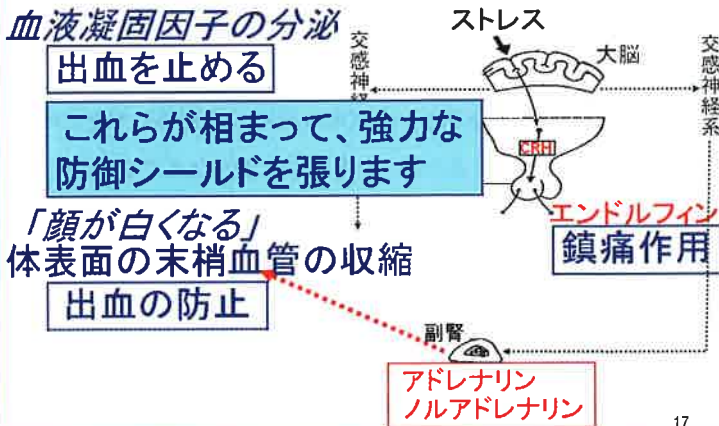 血液凝固因子の分泌
出血を止める
これらが相まって、強力な
防御シールドを張ります
「顔が白くなる」
体表面の末梢血管の収縮
出血の防止
交感神経
ストレス
大脳
CRH
エンドルフィン
鎮痛作用
交感神経系
副腎
アドレナリン
ノルアドレナリン
17